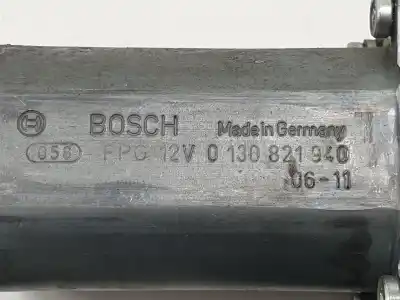 BOSCH Made in Germany
056 FPG 12V 0 130 821 940
06-11